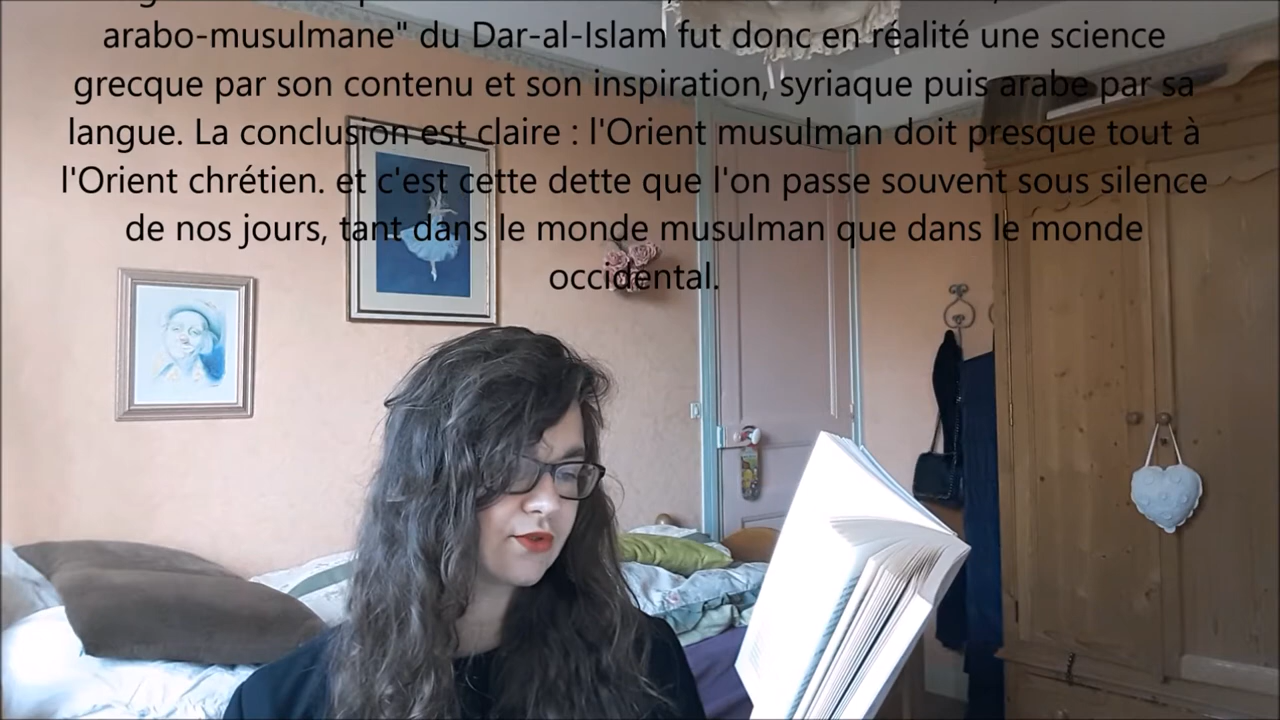 arabo-musulmane" du Dar-al-Islam fut donc en réalité une science
grecque par son contenu et son inspiration, syriaque puis arabe par sa
langue. La conclusion est claire : l'Orient musulman doit presque tout à
l'Orient chrétien. et c'est cette dette que l'on passe souvent sous silence
de nos jours, tant dans le monde musulman que dans le monde
occidental.